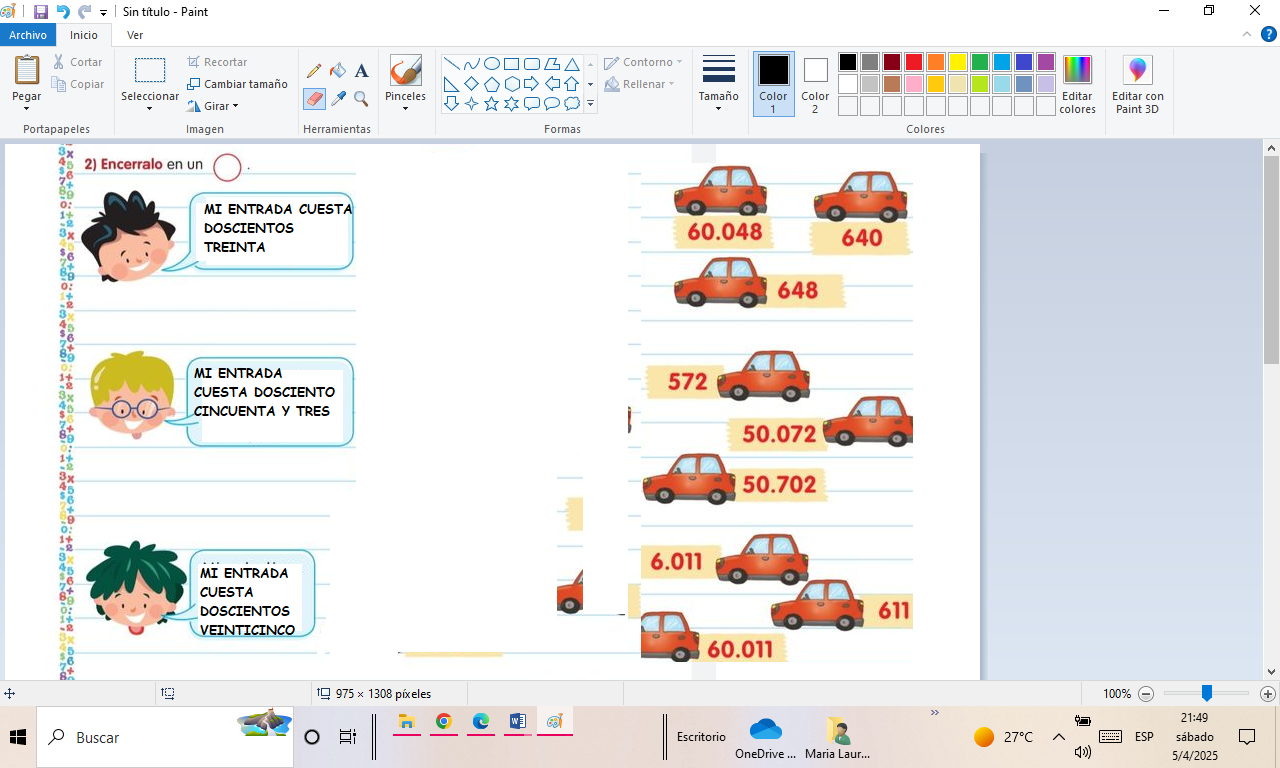 Sin título - Paint
Archivo
Inicio
Ver
Pegar
Cortar
Copiar
Portapapeles
Seleccionar
Recortar
Cambiar tamaño
Girar
Imagen
A
Herramientas
Pinceles
Contorno
Rellenar
Formas
Tamaño
Color 1
Color 2
Editar colores
Colores
Editar con Paint 3D
2) Encerralo en un .
MI ENTRADA CUESTA
DOSCIENTOS
TREINTA
MI ENTRADA
CUESTA DOSCIENTO
CINCUENTA Y TRES
MI ENTRADA
CUESTA
DOSCIENTOS
VEINTICINCO
60.048
640
648
572
50.072
50.702
6.011
611
60.011
975 × 1308 píxeles
100%
Buscar
Escritorio
OneDrive ...
Maria Laur...
27°C
ESP
21:49
sábado
5/4/2025